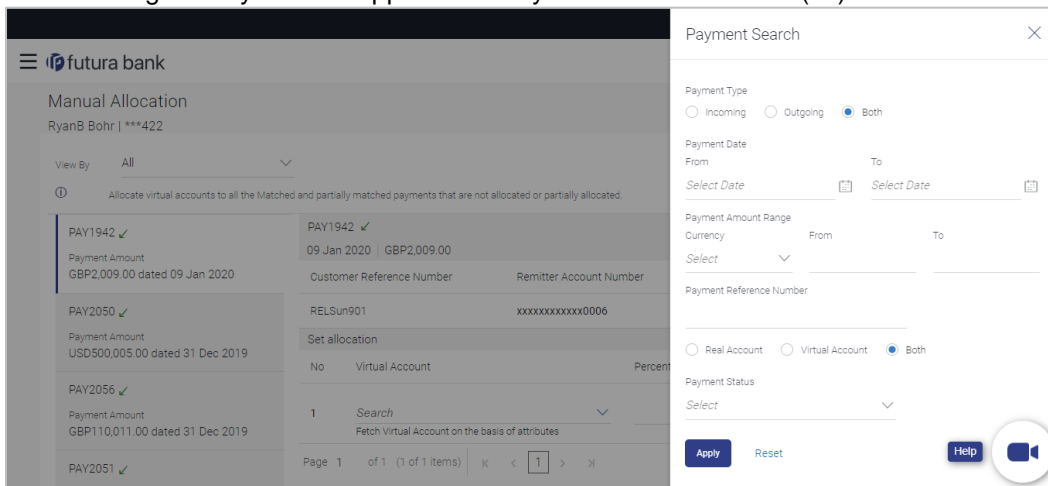 Payment Search
futura bank
Manual Allocation
RyanB Bohr | ***422
View By All
Allocate virtual accounts to all the Matched and partially matched payments that are not allocated or partially allocated.
PAY1942
Payment Amount
GBP2,009.00 dated 09 Jan 2020
PAY2050
Payment Amount
USD500,005.00 dated 31 Dec 2019
PAY2056
Payment Amount
GBP110,011.00 dated 31 Dec 2019
PAY2051
PAY1942
09 Jan 2020 | GBP2,009.00
Customer Reference Number Remitter Account Number
RELSun901 xxxxxxxxxxxx0006
Set allocation
No Virtual Account Percent
1 Search
Fetch Virtual Account on the basis of attributes
Page 1 of 1 (1 of 1 items) 1
Payment Type
Incoming Outgoing Both
Payment Date
From To
Select Date Select Date
Payment Amount Range
Currency From To
Select
Payment Reference Number
Real Account Virtual Account Both
Payment Status
Select
Apply Reset Help